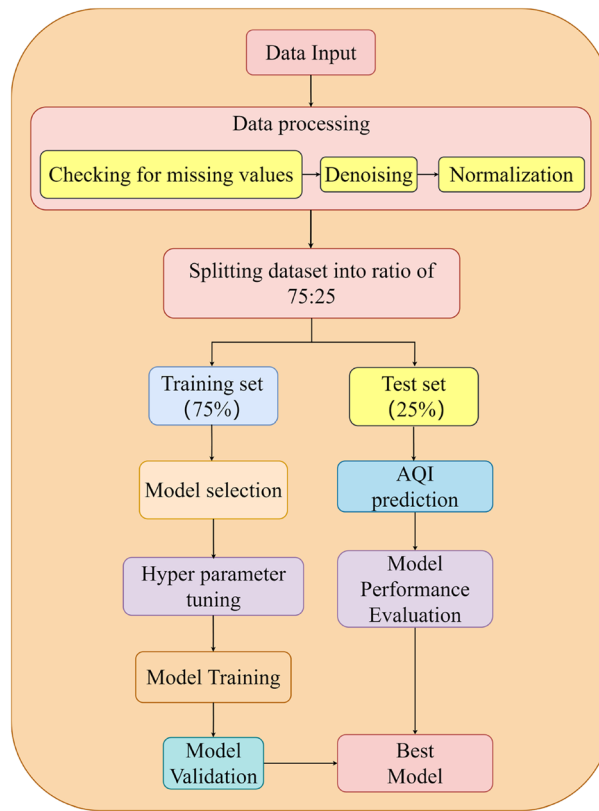 Data Input
Data processing
Checking for missing values
Denoising
Normalization
Splitting dataset into ratio of
75:25
Training set
(75%)
Test set
(25%)
Model selection
AQI
prediction
Hyper parameter
tuning
Model
Performance
Evaluation
Model Training
Model
Validation
Best
Model